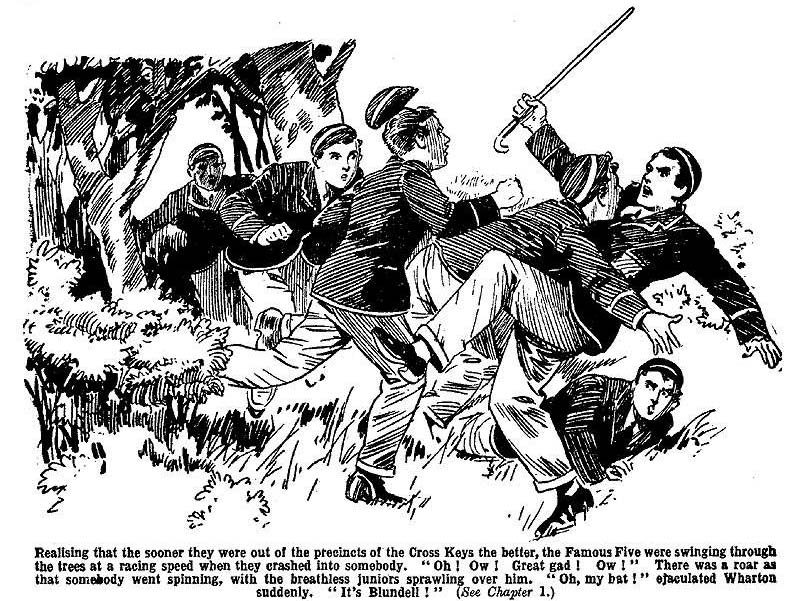 Realising that the sooner they were out of the precincts of the Cross Keys the better, the Famous Five were swinging through
the trees at a racing speed when they crashed into somebody. "Oh! Ow! Great gad! Ow!" There was a roar as
that somebody went spinning, with the breathless juniors sprawling over him. "Oh, my bat!" ejaculated Wharton
suddenly. "It's Blundell!" (See Chapter 1.)